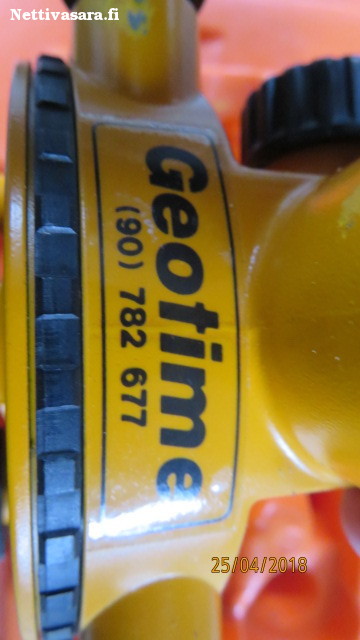 Nettivasara.fi
Geotime
(90) 782 677
25/04/2018